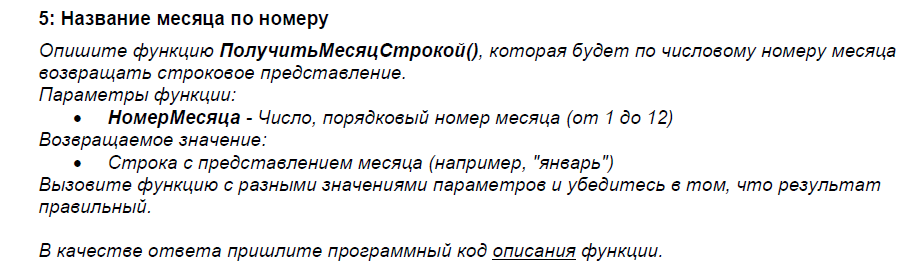 5: Название месяца по номеру
Опишите функцию ПолучитьМесяцСтрокой(), которая будет по числовому номеру месяца
возвращать строковое представление.
Параметры функции:
• НомерМесяца - Число, порядковый номер месяца (от 1 до 12)
Возвращаемое значение:
• Строка с представлением месяца (например, "январь")
Вызовите функцию с разными значениями параметров и убедитесь в том, что результат
правильный.
В качестве ответа пришлите программный код описания функции.